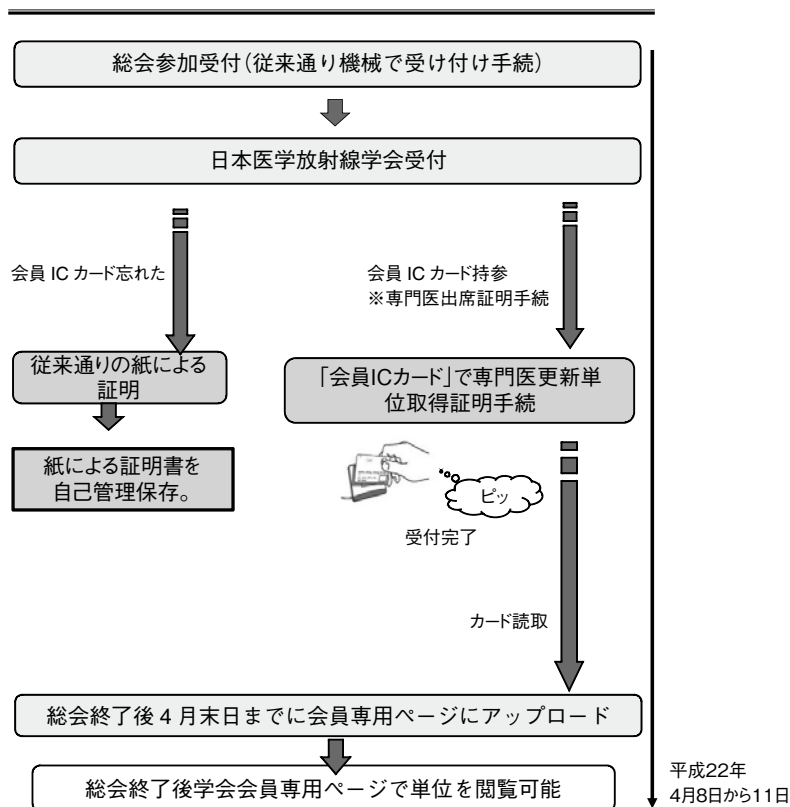 総会参加受付（従来通り機械で受け付け手続）
日本医学放射線学会受付
会員 IC カード忘れた
会員 IC カード持参
※専門医出席証明手続
従来通りの紙による
証明
「会員ICカード」で専門医更新単
位取得証明手続
紙による証明書を
自己管理保存。
ピッ
受付完了
カード読取
総会終了後 4 月末日までに会員専用ページにアップロード
総会終了後学会会員専用ページで単位を閲覧可能
平成22年
4月8日から11日